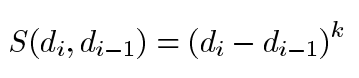 S(d_i, d_{i-1}) = (d_i - d_{i-1})^k